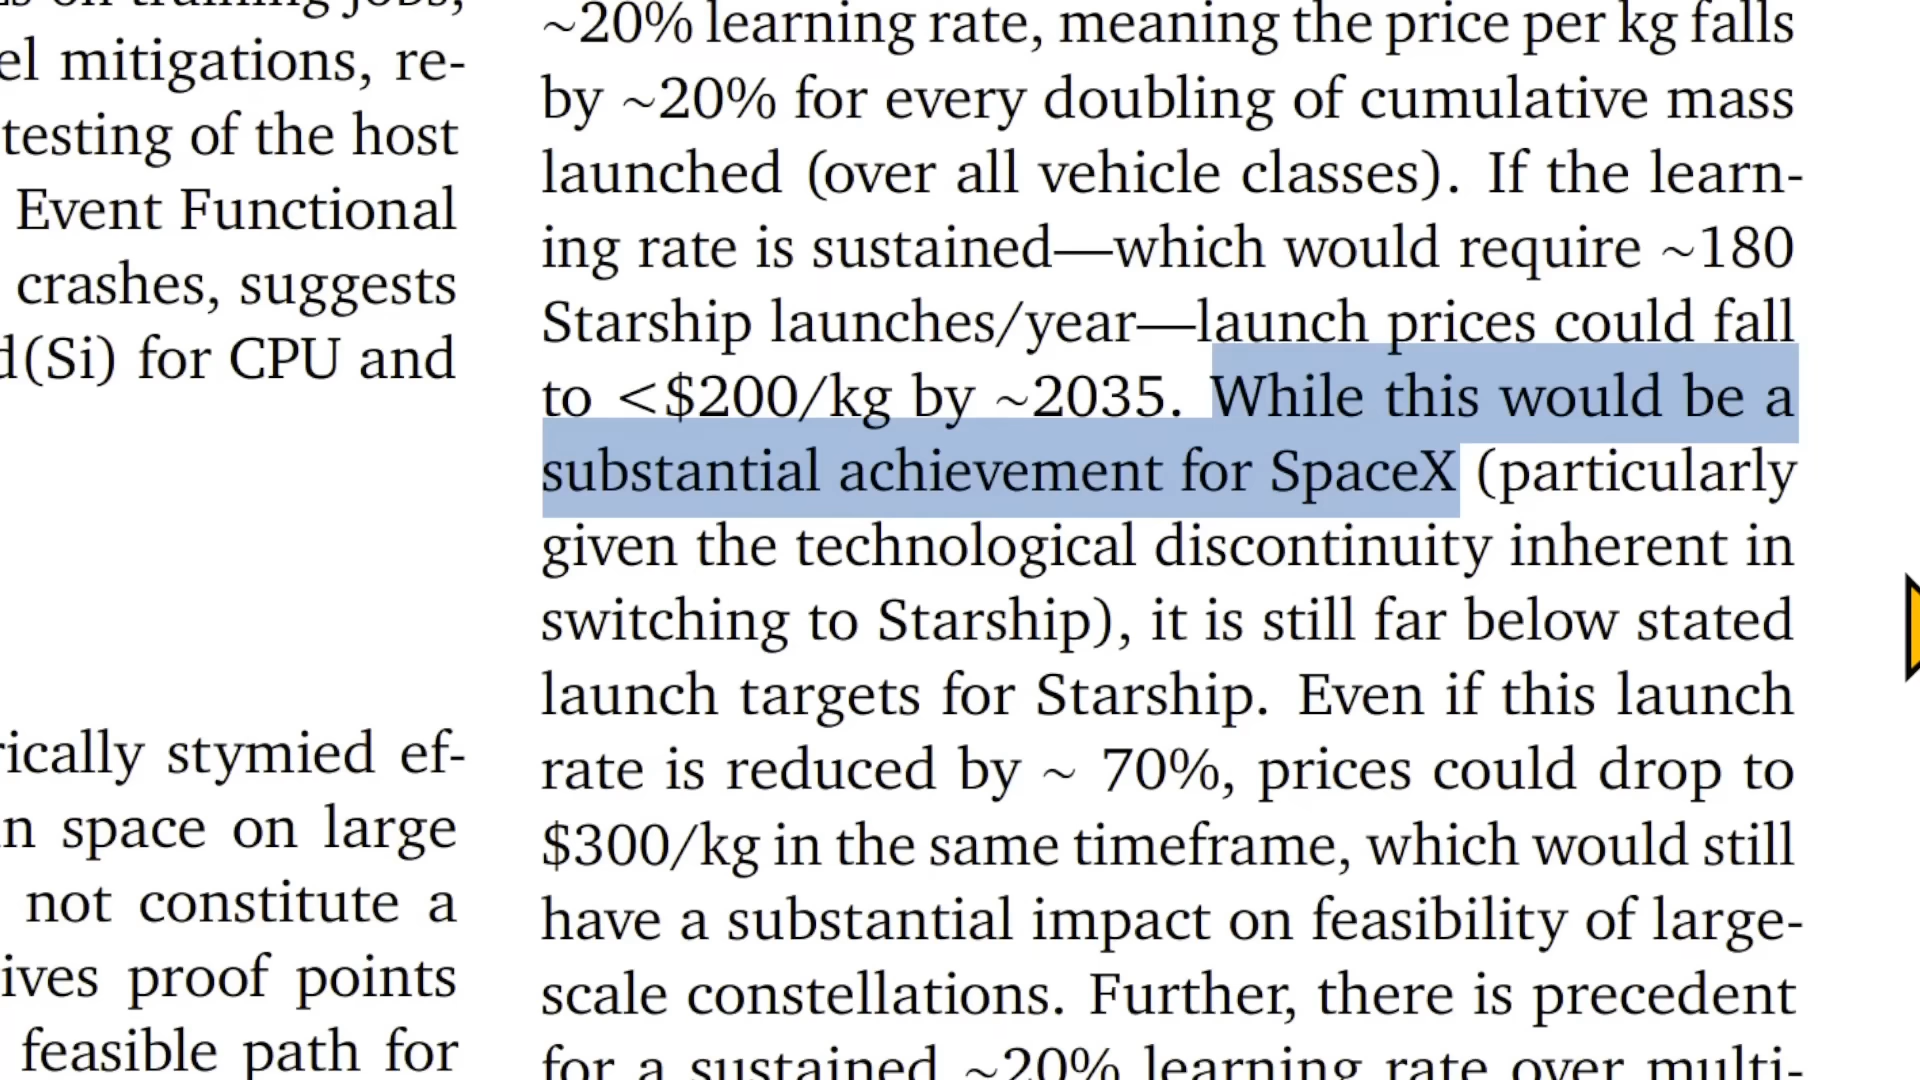 el mitigations, re-
testing of the host
Event Functional
crashes, suggests
d(Si) for CPU and
rically stymied ef-
n space on large
not constitute a
ives proof points
feasible path for
~20% learning rate, meaning the price per kg falls
by ~20% for every doubling of cumulative mass
launched (over all vehicle classes). If the learn-
ing rate is sustained—which would require ~180
Starship launches/year—launch prices could fall
to <$200/kg by ~2035. While this would be a
substantial achievement for SpaceX (particularly
given the technological discontinuity inherent in
switching to Starship), it is still far below stated
launch targets for Starship. Even if this launch
rate is reduced by ~ 70%, prices could drop to
$300/kg in the same timeframe, which would still
have a substantial impact on feasibility of large-
scale constellations. Further, there is precedent
for a sustained ~20% learning rate over multi-